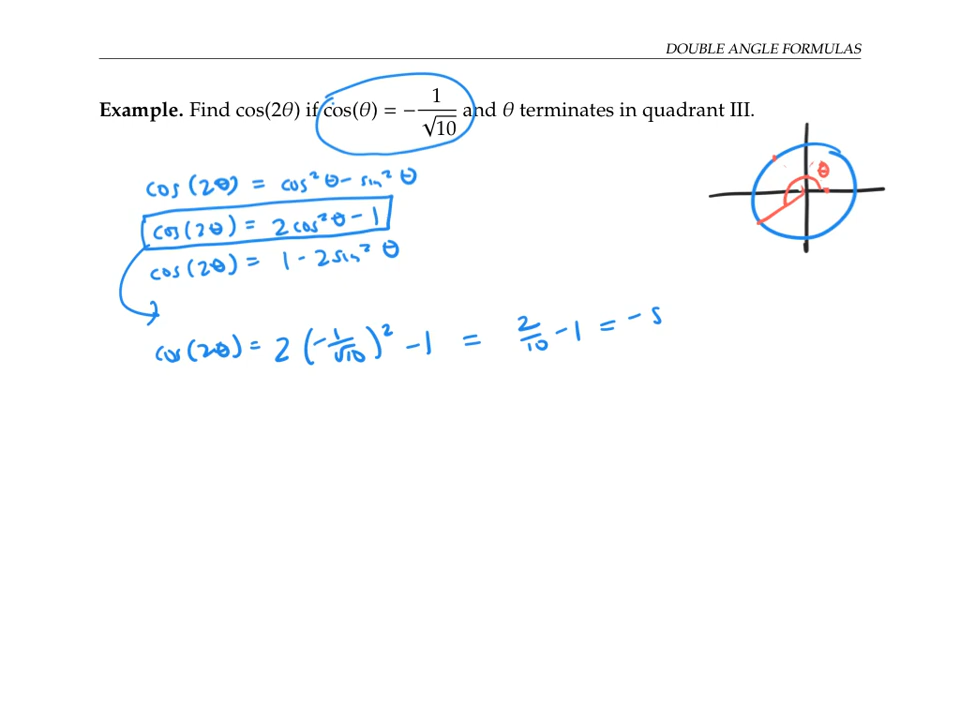 DOUBLE ANGLE FORMULAS
Example. Find cos(2θ) if cos(θ) = −1/√10 and θ terminates in quadrant III.
θ
cos(2θ) = cos²θ − sin²θ
cos(2θ) = 2cos²θ − 1
cos(2θ) = 1 − 2sin²θ
cos(2θ) = 2(−1/√10)² − 1 = 2/10 − 1 = − s